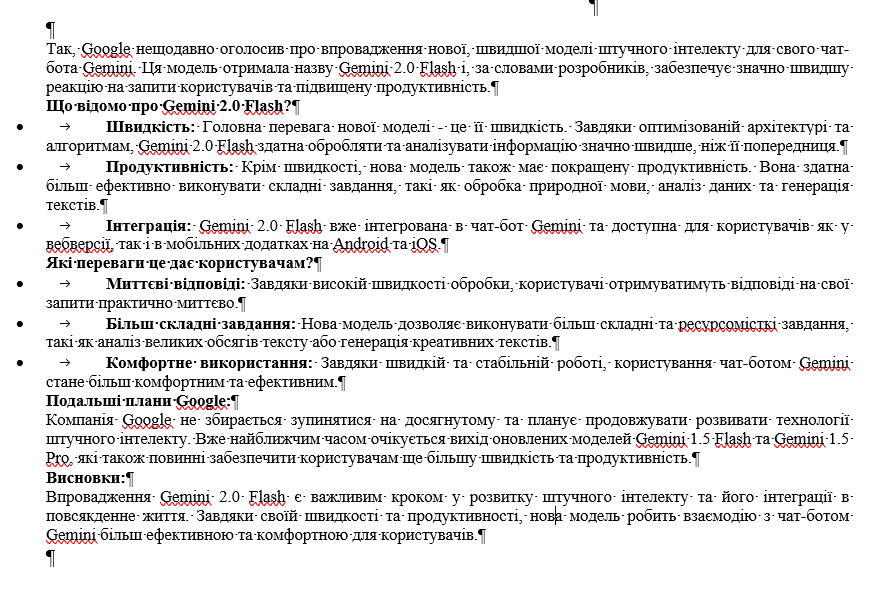 Так, Google нещодавно оголосив про впровадження нової, швидшої моделі штучного інтелекту для свого чат-
бота Gemini. Ця модель отримала назву Gemini 2.0 Flash і, за словами розробників, забезпечує значно швидшу
реакцію на запити користувачів та підвищену продуктивність.
Що відомо про Gemini 2.0 Flash?
Швидкість: Головна перевага нової моделі - це її швидкість. Завдяки оптимізованій архітектурі та
алгоритмам, Gemini 2.0 Flash здатна обробляти та аналізувати інформацію значно швидше, ніж її попередниця.
Продуктивність: Крім швидкості, нова модель також має покращену продуктивність. Вона здатна
більш ефективно виконувати складні завдання, такі як обробка природної мови, аналіз даних та генерація
текстів.
Інтеграція: Gemini 2.0 Flash вже інтегрована в чат-бот Gemini та доступна для користувачів як у
вебверсії, так і в мобільних додатках на Android та iOS.
Які переваги це дає користувачам?
Миттєві відповіді: Завдяки високій швидкості обробки, користувачі отримуватимуть відповіді на свої
запити практично миттєво.
Більш складні завдання: Нова модель дозволяє виконувати більш складні та ресурсомісткі завдання,
такі як аналіз великих обсягів тексту або генерація креативних текстів.
Комфортне використання: Завдяки швидкій та стабільній роботі, користування чат-ботом Gemini
стане більш комфортним та ефективним.
Подальші плани Google:
Компанія Google не збирається зупинятися на досягнутому та планує продовжувати розвивати технології
штучного інтелекту. Вже найближчим часом очікується вихід оновлених моделей Gemini 1.5 Flash та Gemini 1.5
Pro, які також повинні забезпечити користувачам ще більшу швидкість та продуктивність.
Висновки:
Впровадження Gemini 2.0 Flash є важливим кроком у розвитку штучного інтелекту та його інтеграції в
повсякденне життя. Завдяки своїй швидкості та продуктивності, нова модель робить взаємодію з чат-ботом
Gemini більш ефективною та комфортною для користувачів.